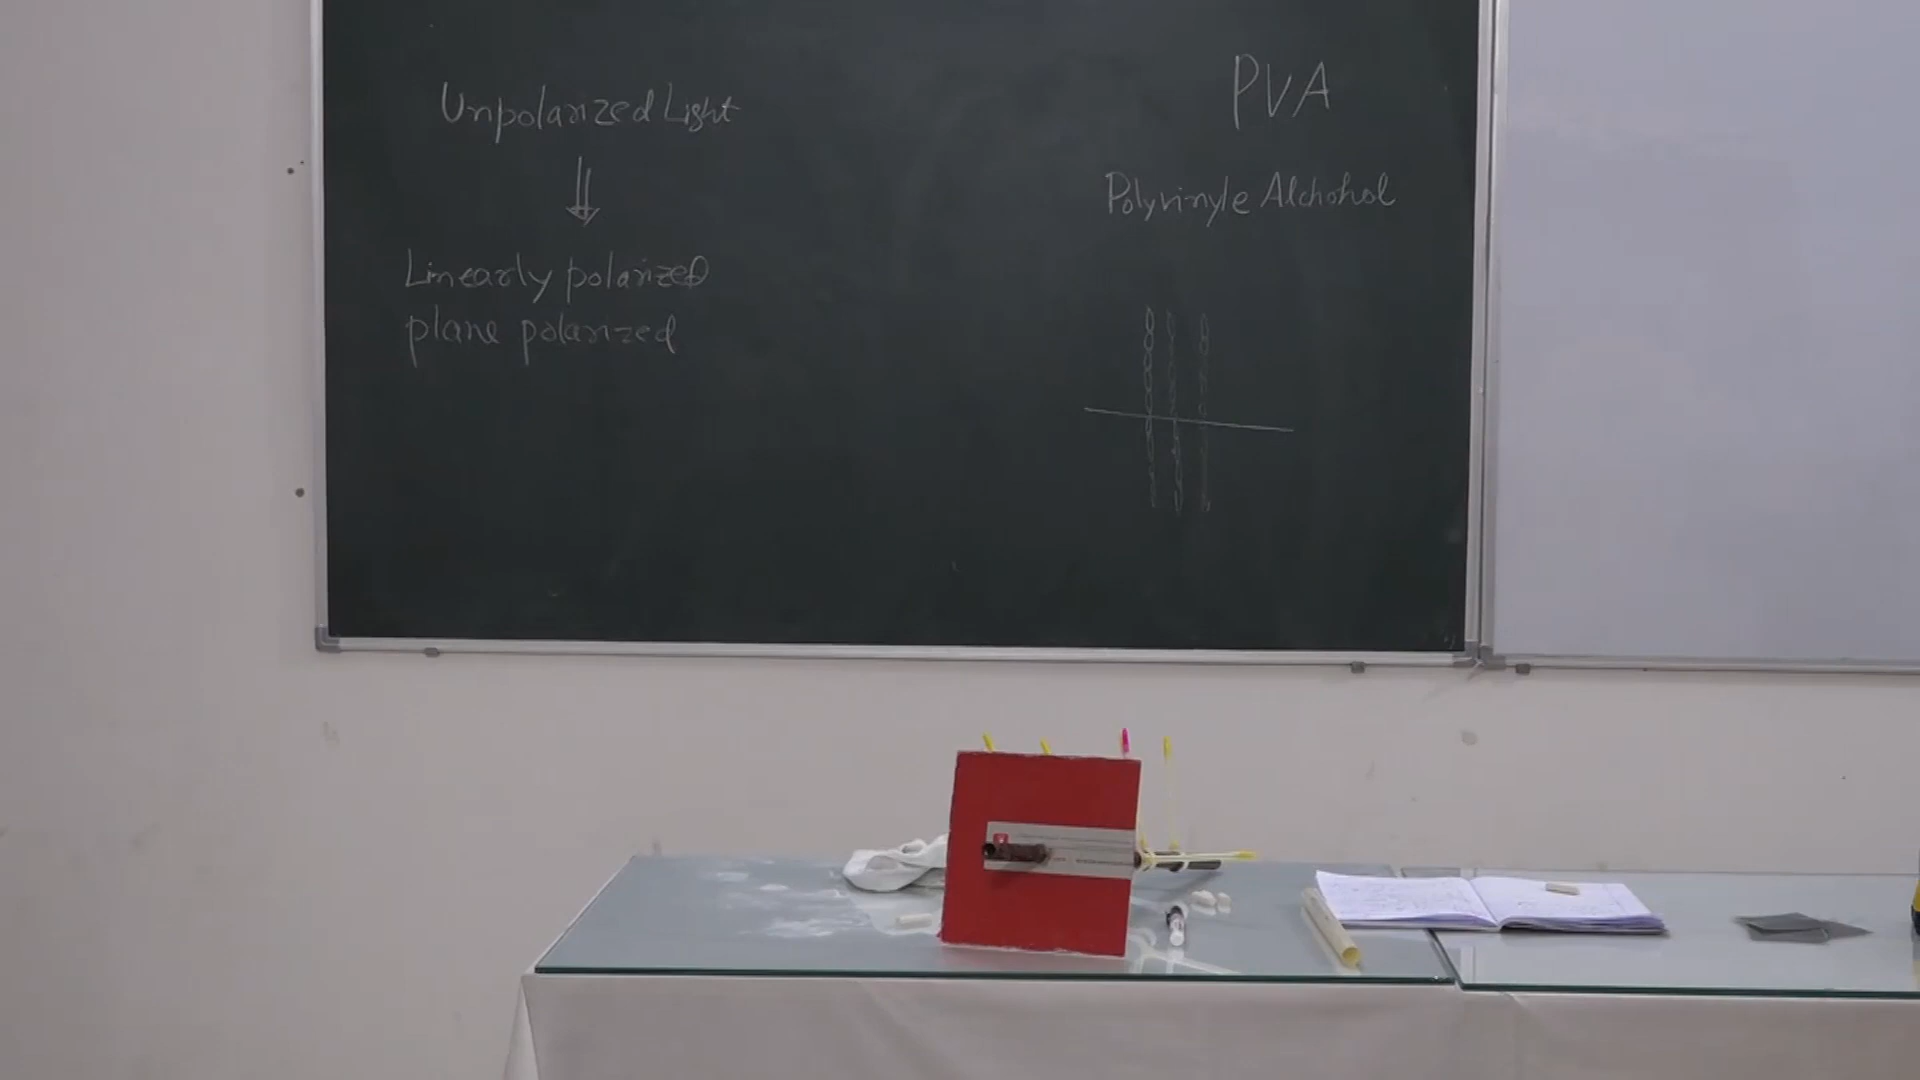 Unpolarized Light
Linearly polarized
plane polarized
PVA
Polyvinyle Alchohol